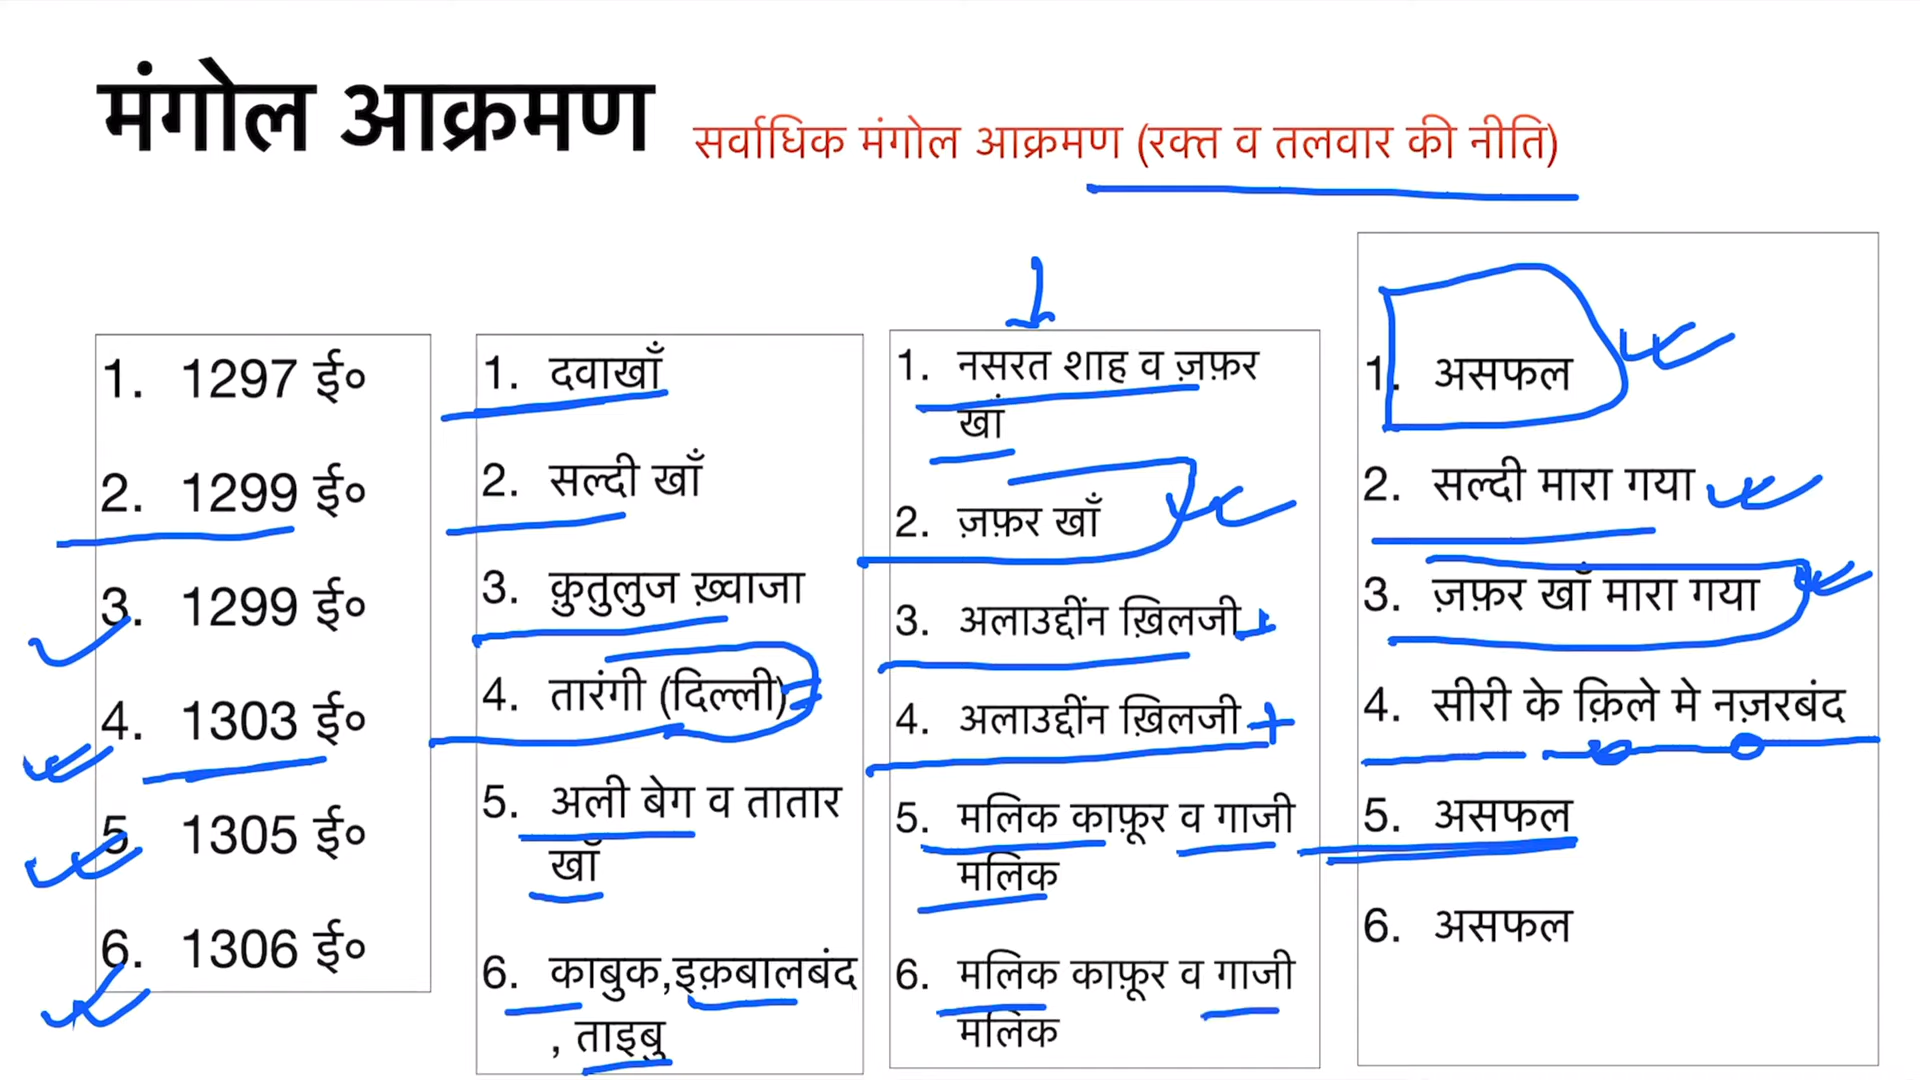 मंगोल आक्रमण
सर्वाधिक मंगोल आक्रमण (रक्त व तलवार की नीति)
1. 1297 ई०
2. 1299 ई०
3. 1299 ई०
4. 1303 ई०
5. 1305 ई०
6. 1306 ई०
1. दवाखाँ
2. सल्दी खाँ
3. क़ुतुलुज ख़्वाजा
4. तारंगी (दिल्ली)
5. अली बेग व तातार
खाँ
6. काबुक,इक़बालबंद
, ताइबु
1. नसरत शाह व ज़फ़र
खां
2. ज़फ़र खाँ
3. अलाउद्दींन ख़िलजी
4. अलाउद्दींन ख़िलजी
5. मलिक काफ़ूर व गाजी
मलिक
6. मलिक काफ़ूर व गाजी
मलिक
1. असफल
2. सल्दी मारा गया
3. ज़फ़र खाँ मारा गया
4. सीरी के क़िले मे नज़रबंद
5. असफल
6. असफल